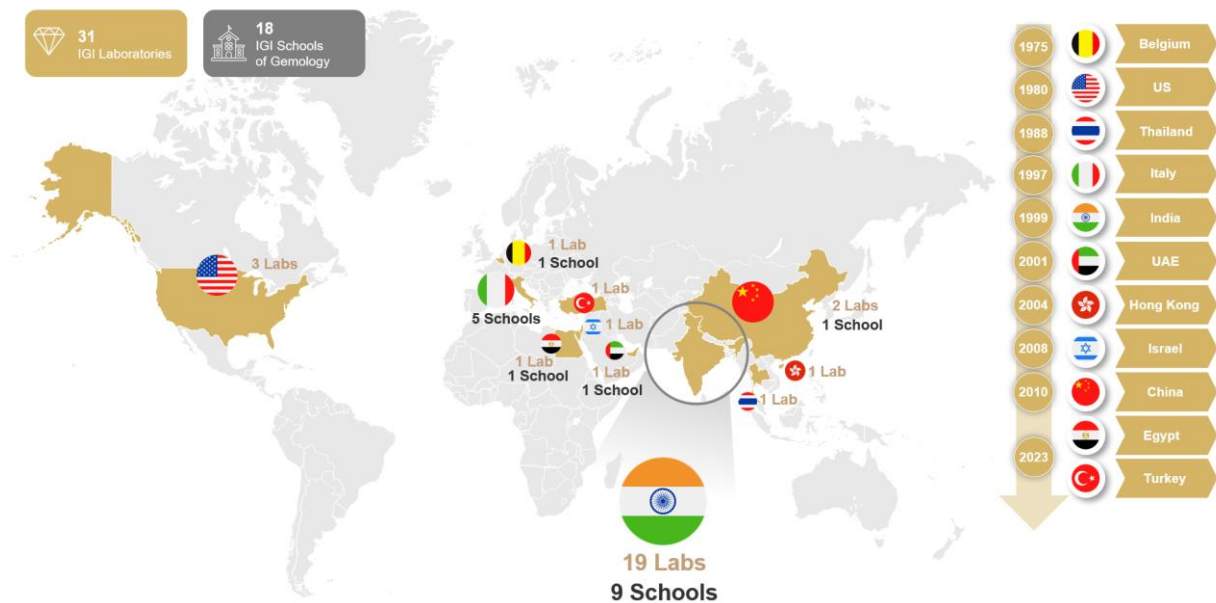 31
IGI Laboratories
18
IGI Schools
of Gemology
3 Labs
1 Lab
1 School
5 Schools
1 Lab
1 Lab
1 Lab
1 School
1 Lab
1 School
2 Labs
1 School
1 Lab
1 Lab
19 Labs
9 Schools
1975 Belgium
1980 US
1988 Thailand
1997 Italy
1999 India
2001 UAE
2004 Hong Kong
2008 Israel
2010 China
2023
Egypt
Turkey